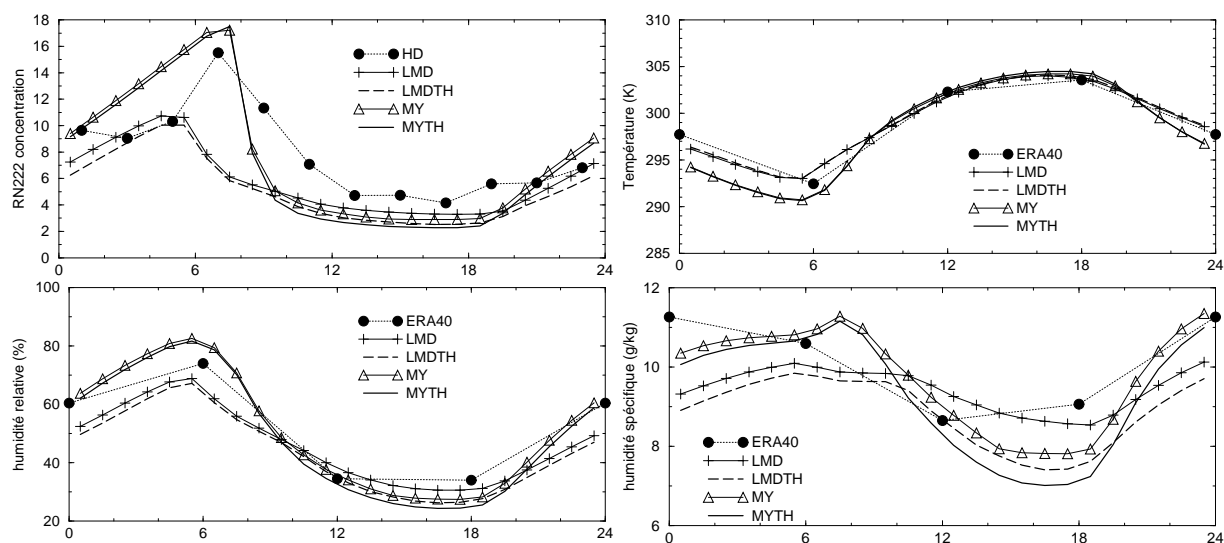 18
16
14
12
10
8
6
4
2
0
RN222 concentration
0
6
12
18
24
HD
LMD
LMDTH
MY
MYTH
310
305
300
295
290
285
Température (K)
0
6
12
18
24
ERA40
LMD
LMDTH
MY
MYTH
100
80
60
40
20
humidité relative (%)
0
6
12
18
24
ERA40
LMD
LMDTH
MY
MYTH
12
10
8
6
humidité spécifique (g/kg)
0
6
12
18
24
ERA40
LMD
LMDTH
MY
MYTH